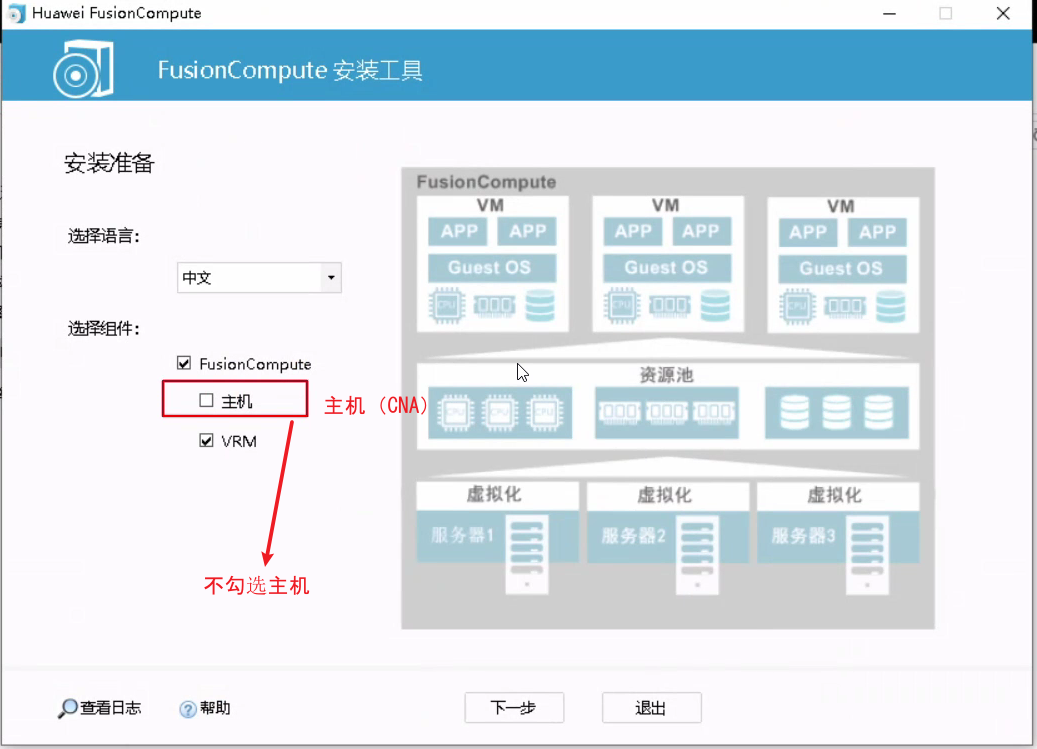 Huawei FusionCompute
FusionCompute 安装工具
安装准备
选择语言:
中文
选择组件:
FusionCompute
主机
主机（CNA）
VRM
不勾选主机
FusionCompute
VM
APP APP
Guest OS
CPU
VM
APP APP
Guest OS
CPU
VM
APP APP
Guest OS
CPU
资源池
CPU CPU CPU
虚拟化
服务器1
虚拟化
服务器2
虚拟化
服务器3
查看日志
帮助
下一步
退出